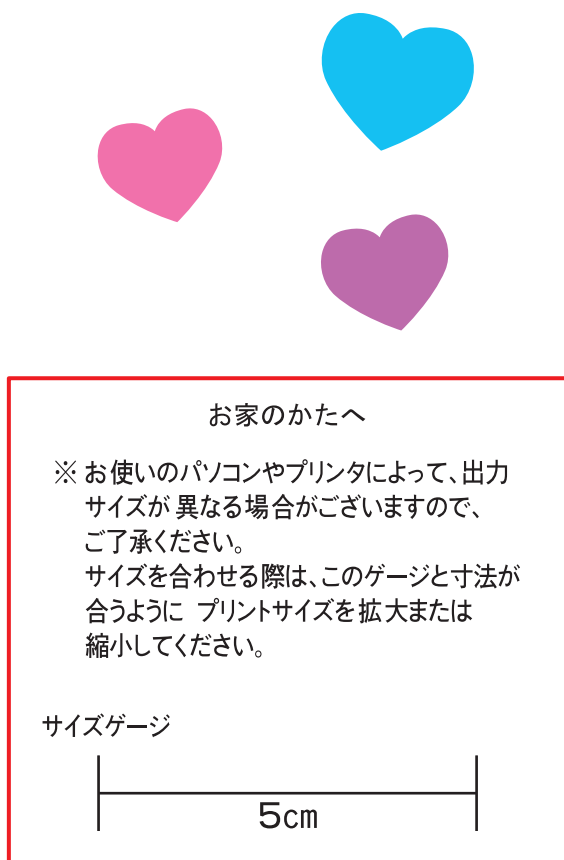 お家のかたへ
※ お使いのパソコンやプリンタによって、出力
サイズが 異なる場合がございますので、
ご了承ください。
サイズを合わせる際は、このゲージと寸法が
合うように プリントサイズを拡大または
縮小してください。
サイズゲージ
5cm